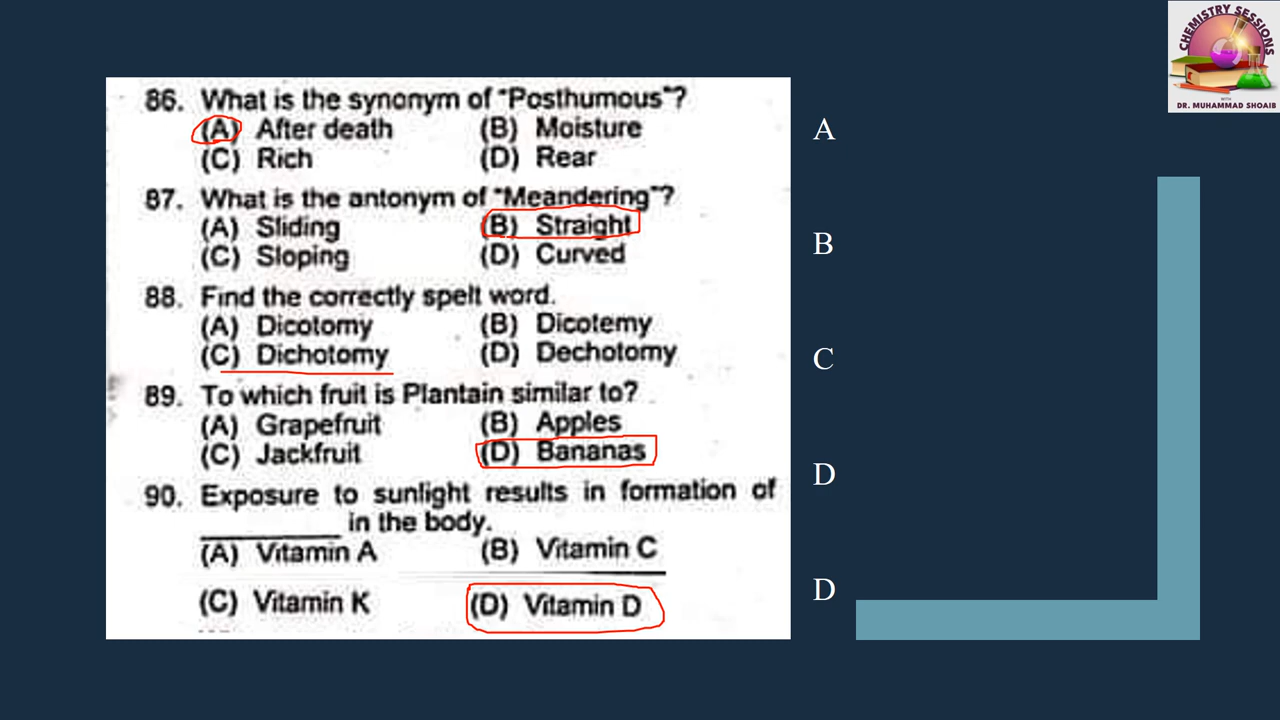 CHEMISTRY SESSIONS
WITH
DR. MUHAMMAD SHOAIB
86. What is the synonym of "Posthumous"?
(A) After death (B) Moisture
(C) Rich (D) Rear
A
87. What is the antonym of "Meandering"?
(A) Sliding (B) Straight
(C) Sloping (D) Curved
B
88. Find the correctly spelt word.
(A) Dicotomy (B) Dicotemy
(C) Dichotomy (D) Dechotomy
C
89. To which fruit is Plantain similar to?
(A) Grapefruit (B) Apples
(C) Jackfruit (D) Bananas
D
90. Exposure to sunlight results in formation of
__________ in the body.
(A) Vitamin A (B) Vitamin C
(C) Vitamin K (D) Vitamin D
D